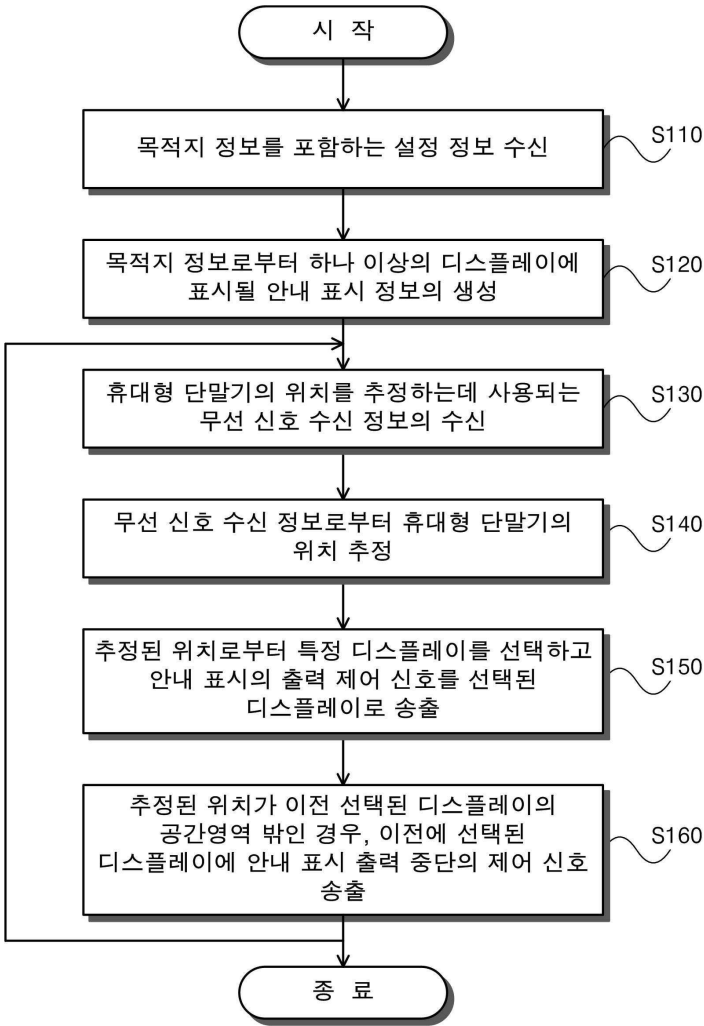 시 작
목적지 정보를 포함하는 설정 정보 수신
S110
목적지 정보로부터 하나 이상의 디스플레이에
표시될 안내 표시 정보의 생성
S120
휴대형 단말기의 위치를 추정하는데 사용되는
무선 신호 수신 정보의 수신
S130
무선 신호 수신 정보로부터 휴대형 단말기의
위치 추정
S140
추정된 위치로부터 특정 디스플레이를 선택하고
안내 표시의 출력 제어 신호를 선택된
디스플레이로 송출
S150
추정된 위치가 이전 선택된 디스플레이의
공간영역 밖인 경우, 이전에 선택된
디스플레이에 안내 표시 출력 중단의 제어 신호
송출
S160
종 료